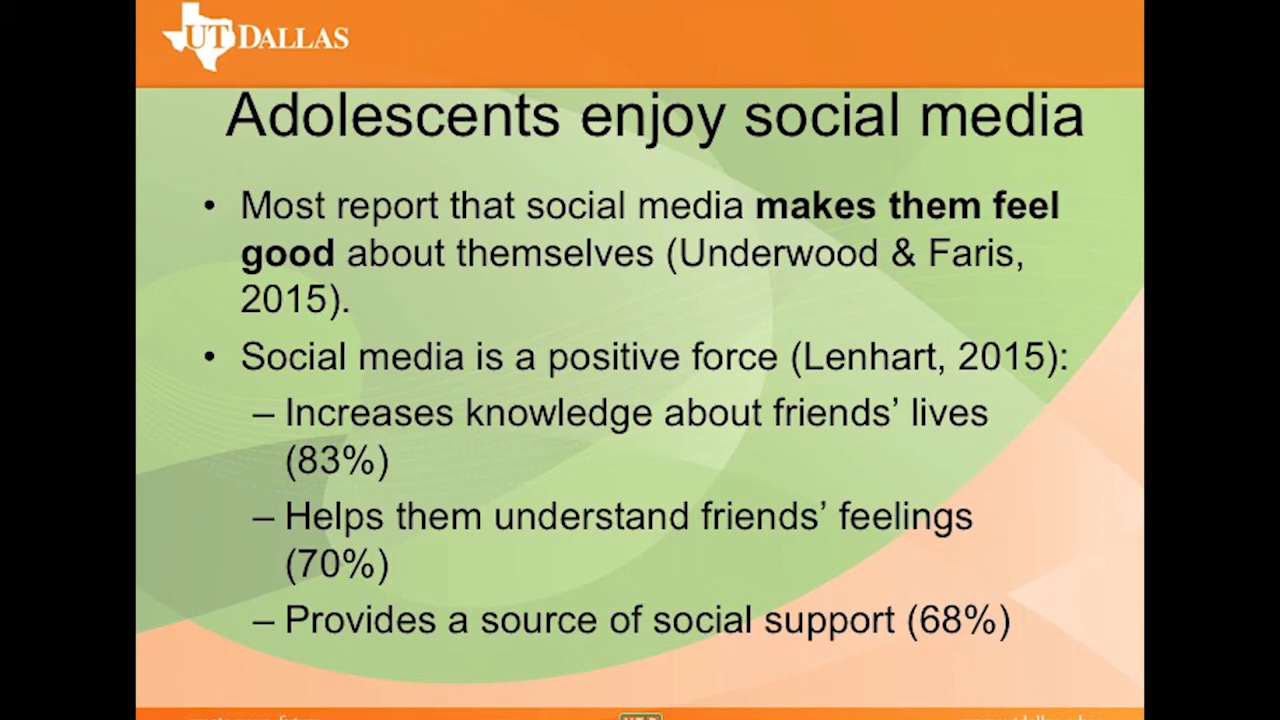 UT DALLAS
Adolescents enjoy social media
• Most report that social media makes them feel
good about themselves (Underwood & Faris,
2015).
• Social media is a positive force (Lenhart, 2015):
– Increases knowledge about friends’ lives
(83%)
– Helps them understand friends’ feelings
(70%)
– Provides a source of social support (68%)